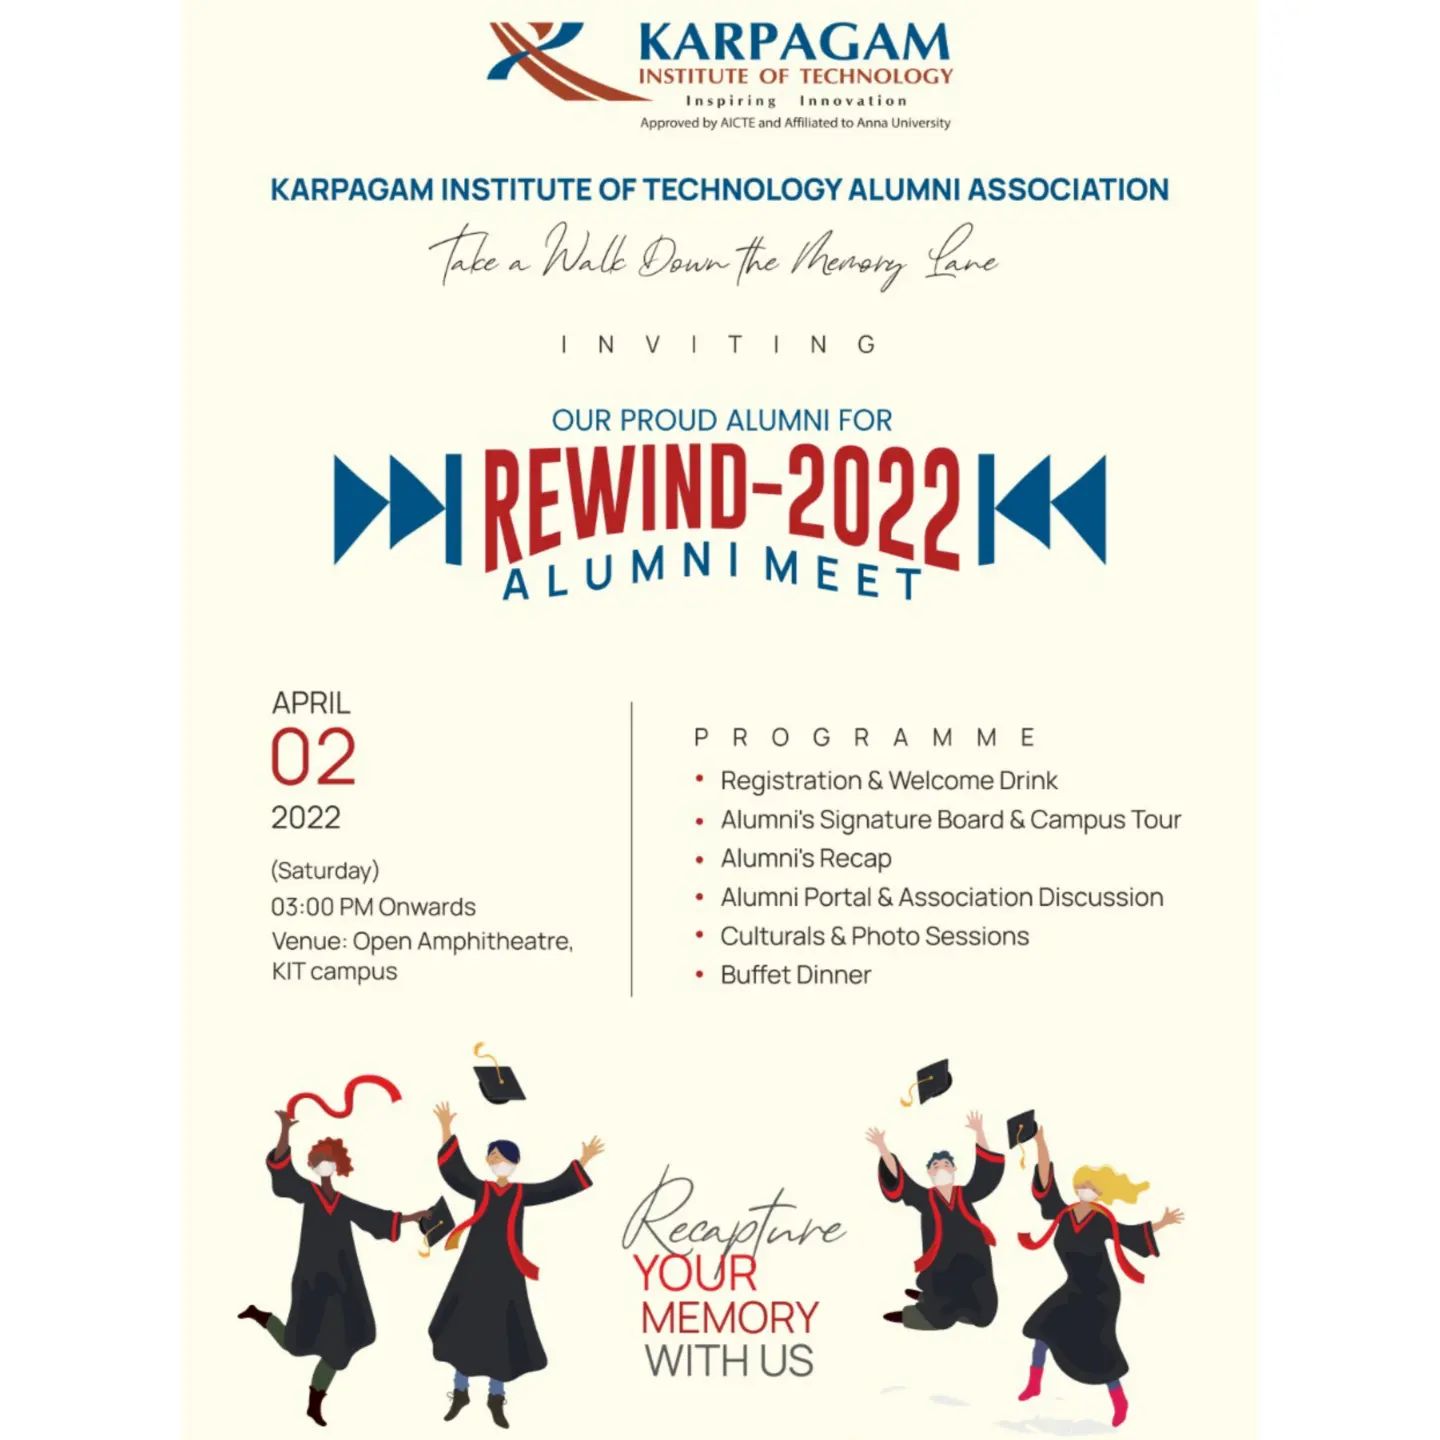 KARPAGAM
INSTITUTE OF TECHNOLOGY
Inspiring Innovation
Approved by AICTE and Affiliated to Anna University
KARPAGAM INSTITUTE OF TECHNOLOGY ALUMNI ASSOCIATION
Take a Walk Down the Memory Lane
INVITING
OUR PROUD ALUMNI FOR
REWIND-2022
ALUMNI MEET
APRIL
02
2022
(Saturday)
03:00 PM Onwards
Venue: Open Amphitheatre,
KIT campus
PROGRAMME
• Registration & Welcome Drink
• Alumni's Signature Board & Campus Tour
• Alumni's Recap
• Alumni Portal & Association Discussion
• Culturals & Photo Sessions
• Buffet Dinner
Recapture
YOUR
MEMORY
WITH US